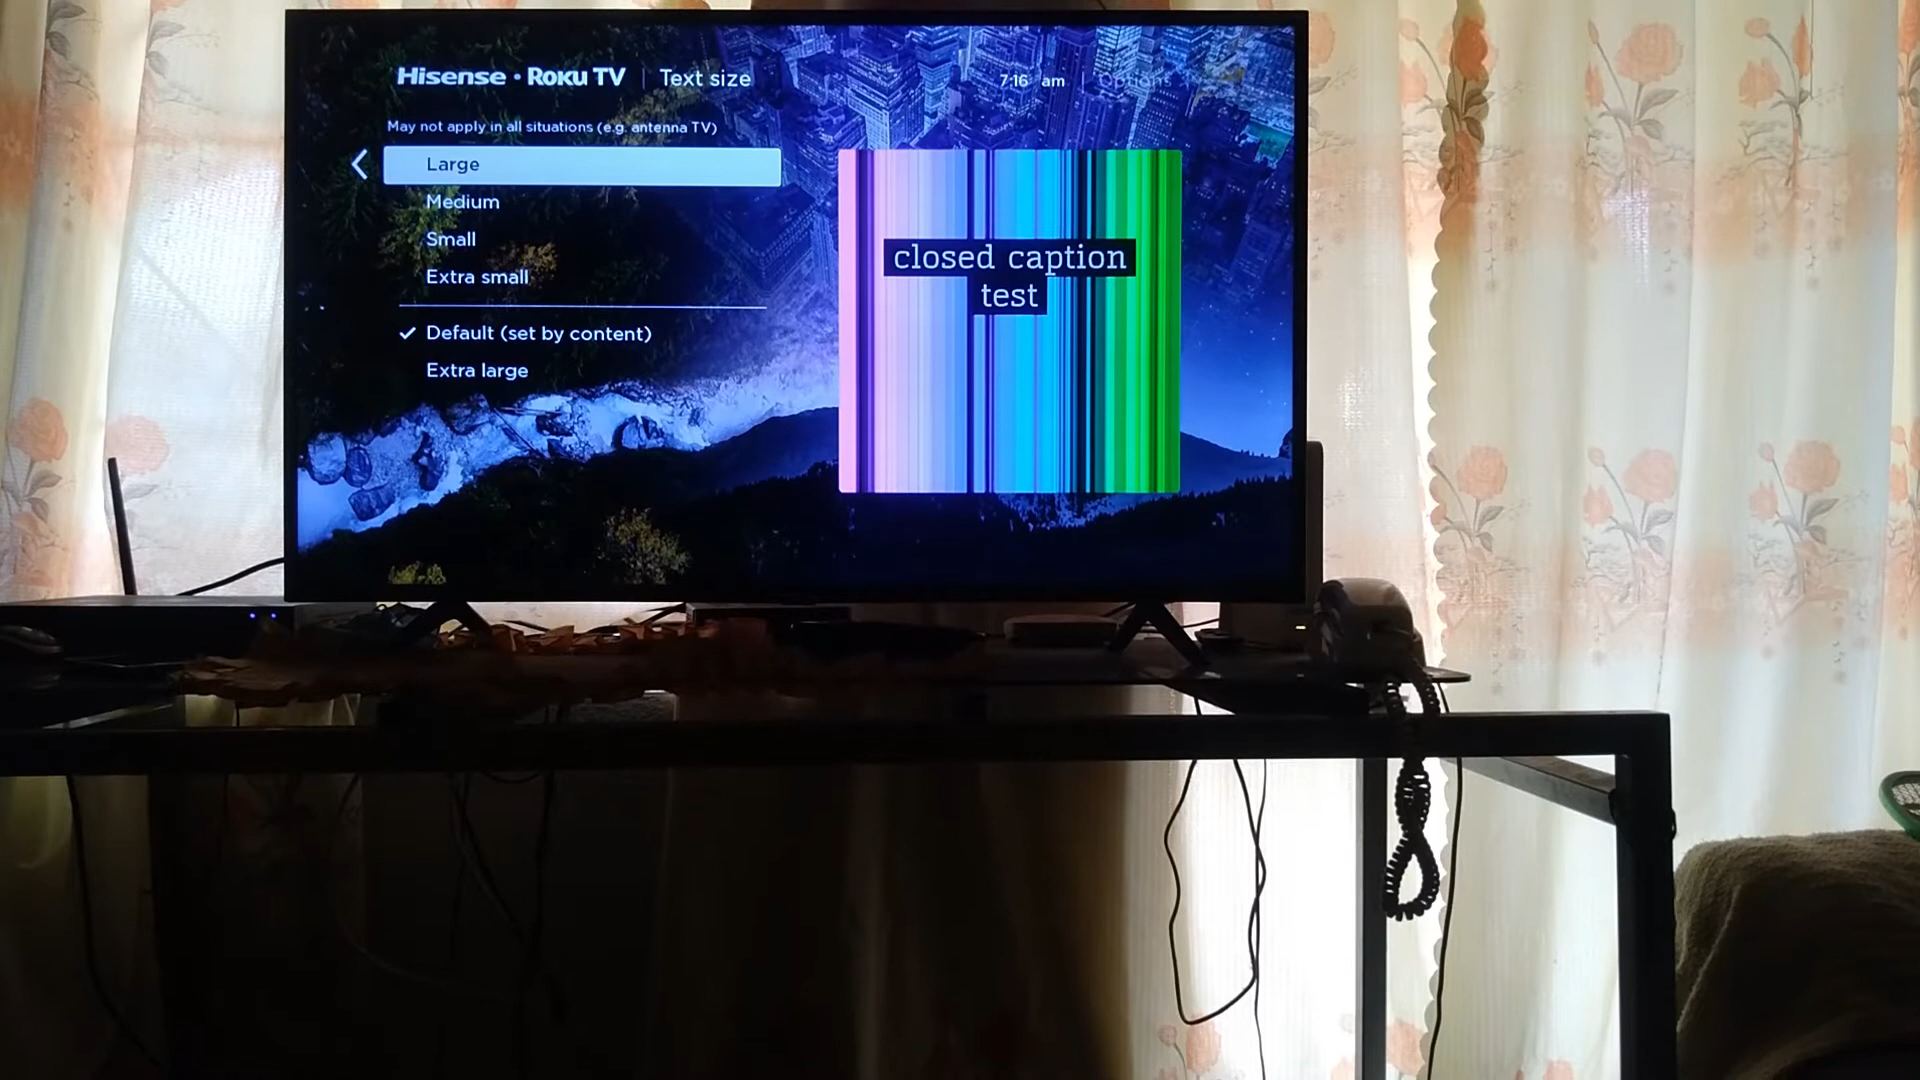 Hisense • Roku TV | Text size
7:16 am | Options
May not apply in all situations (e.g. antenna TV)
Large
Medium
Small
Extra small
Default (set by content)
Extra large
closed caption
test